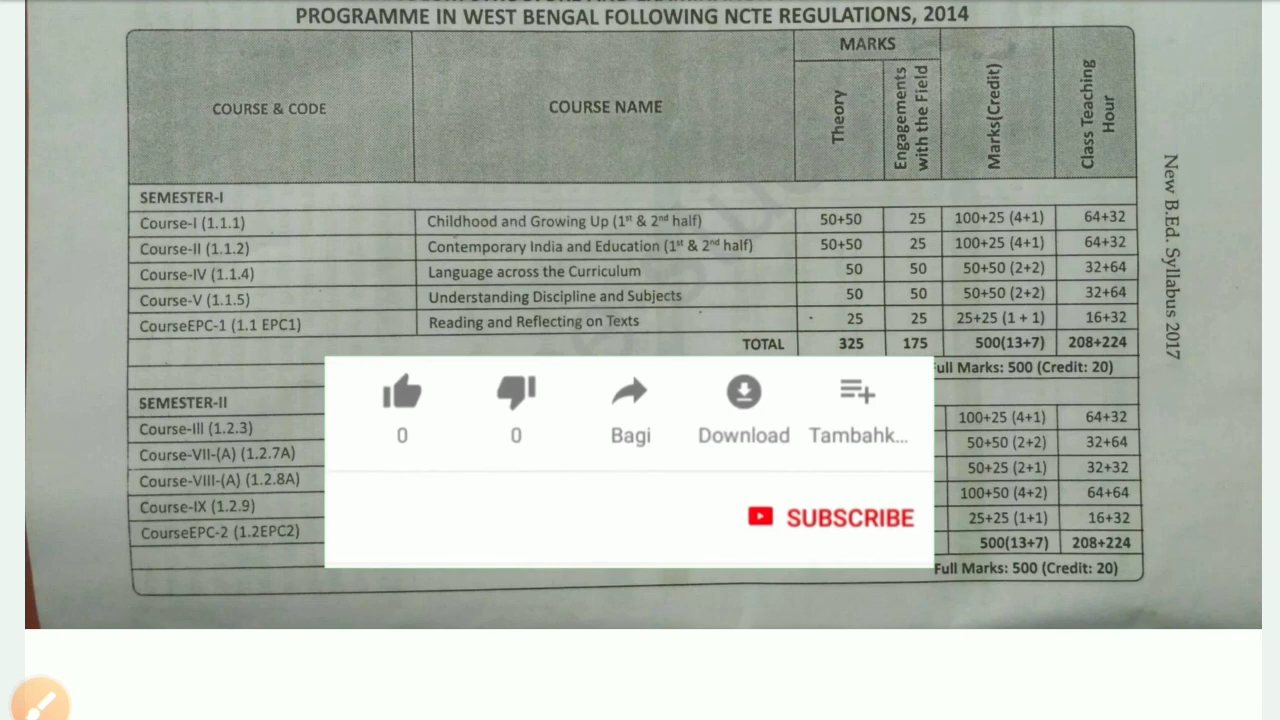 PROGRAMME IN WEST BENGAL FOLLOWING NCTE REGULATIONS, 2014
COURSE & CODE COURSE NAME MARKS Theory Engagements with the Field Marks(Credit) Class Teaching Hour
SEMESTER-I
Course-I (1.1.1) Childhood and Growing Up (1st & 2nd half) 50+50 25 100+25 (4+1) 64+32
Course-II (1.1.2) Contemporary India and Education (1st & 2nd half) 50+50 25 100+25 (4+1) 64+32
Course-IV (1.1.4) Language across the Curriculum 50 50 50+50 (2+2) 32+64
Course-V (1.1.5) Understanding Discipline and Subjects 50 50 50+50 (2+2) 32+64
CourseEPC-1 (1.1 EPC1) Reading and Reflecting on Texts 25 25 25+25 (1 + 1) 16+32
TOTAL 325 175 500(13+7) 208+224
ull Marks: 500 (Credit: 20)
SEMESTER-II
Course-III (1.2.3) 100+25 (4+1) 64+32
Course-VII-(A) (1.2.7A) 50+50 (2+2) 32+64
Course-VIII-(A) (1.2.8A) 50+25 (2+1) 32+32
Course-IX (1.2.9) 100+50 (4+2) 64+64
CourseEPC-2 (1.2EPC2) 25+25 (1+1) 16+32
500(13+7) 208+224
Full Marks: 500 (Credit: 20)
New B.Ed. Syllabus 2017
0 0 Bagi Download Tambahk...
SUBSCRIBE